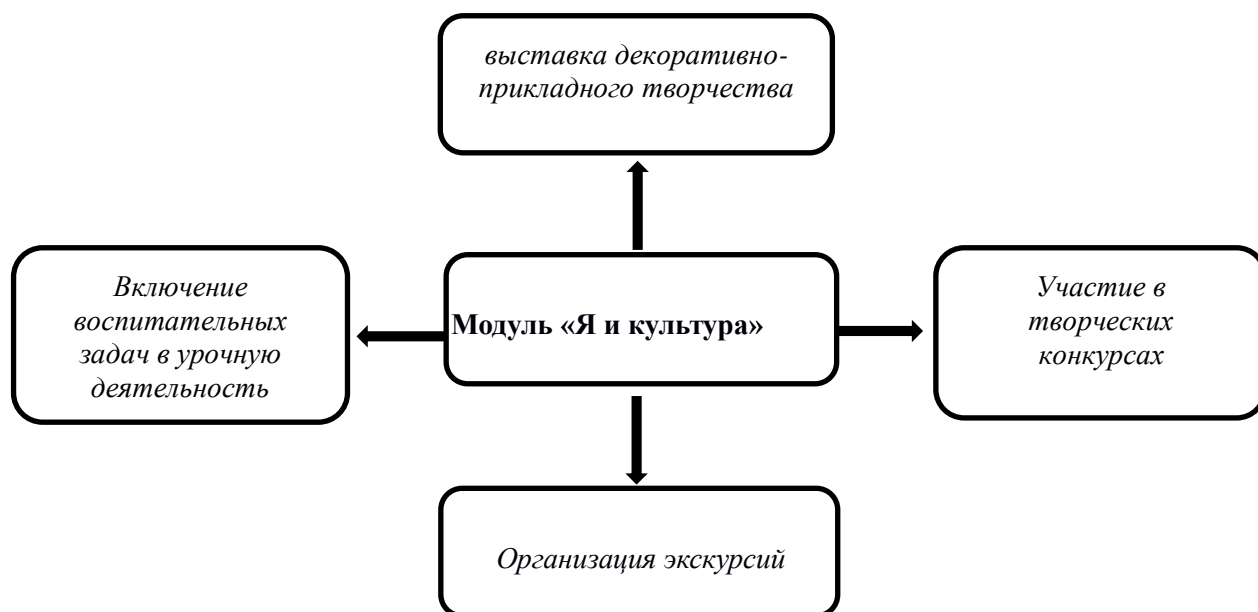 выставка декоративно-
прикладного творчества
Включение
воспитательных
задач в урочную
деятельность
Модуль «Я и культура»
Участие в
творческих
конкурсах
Организация экскурсий